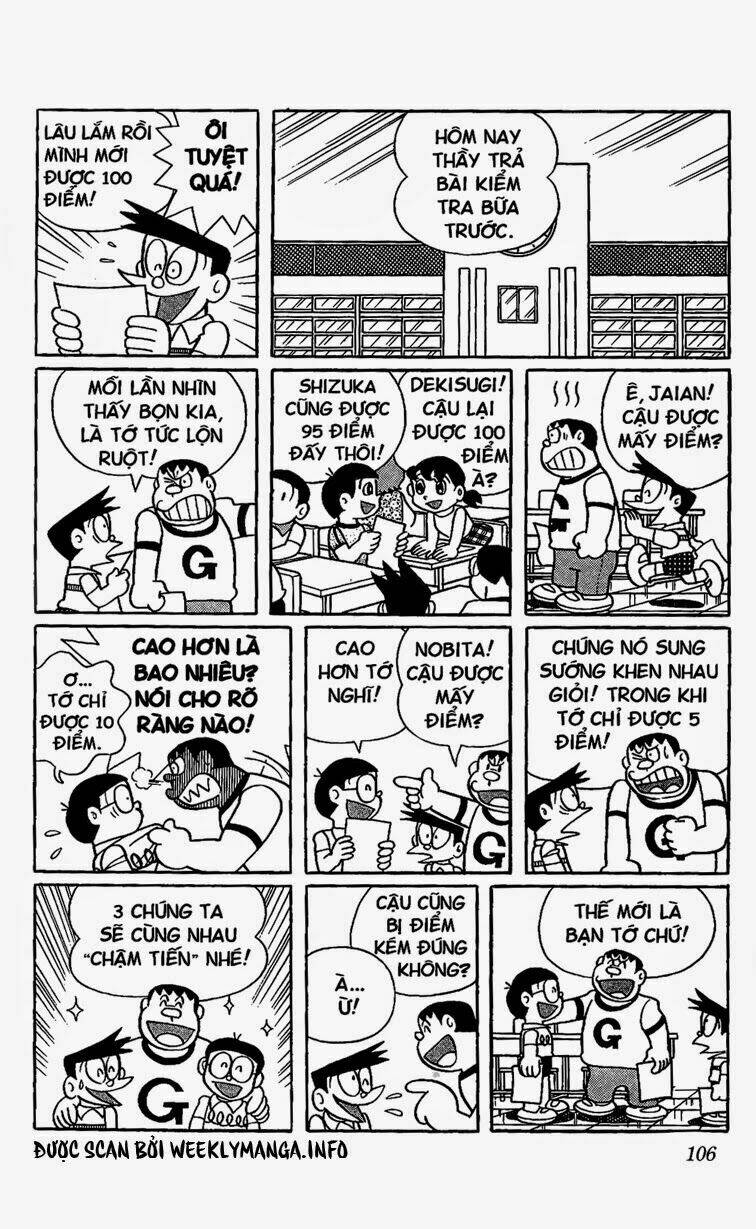 HÔM NAY
THẦY TRẢ
BÀI KIỂM
TRA BỮA
TRƯỚC.
ÔI
TUYỆT
QUÁ!
LÂU LẮM RỒI
MÌNH MỚI
ĐƯỢC 100
ĐIỂM!
Ê, JAIAN!
CẬU ĐƯỢC
MẤY ĐIỂM?
G
DEKISUGI!
CẬU LẠI
ĐƯỢC 100
ĐIỂM
À?
SHIZUKA
CŨNG ĐƯỢC
95 ĐIỂM
ĐẤY THÔI!
MỒI LẦN NHÌN
THẤY BỌN KIA,
LÀ TỚ TỨC LỘN
RUỘT!
G
CHÚNG NÓ SUNG
SƯỚNG KHEN NHAU
GIỎI! TRONG KHI
TỚ CHỈ ĐƯỢC 5
ĐIỂM!
G
NOBITA!
CẬU ĐƯỢC
MẤY
ĐIỂM?
CAO
HƠN TỚ
NGHĨ!
G
CAO HƠN LÀ
BAO NHIÊU?
NÓI CHO RÕ
RÀNG NÀO!
Ơ...
TỚ CHỈ
ĐƯỢC 10
ĐIỂM.
THẾ MỚI LÀ
BẠN TỚ CHỨ!
G
CẬU CŨNG
BỊ ĐIỂM
KÉM ĐÚNG
KHÔNG?
À...
Ừ!
3 CHÚNG TA
SẼ CÙNG NHAU
“CHẬM TIẾN” NHÉ!
G
ĐƯỢC SCAN BỞI WEEKLYMANGA.INFO
106